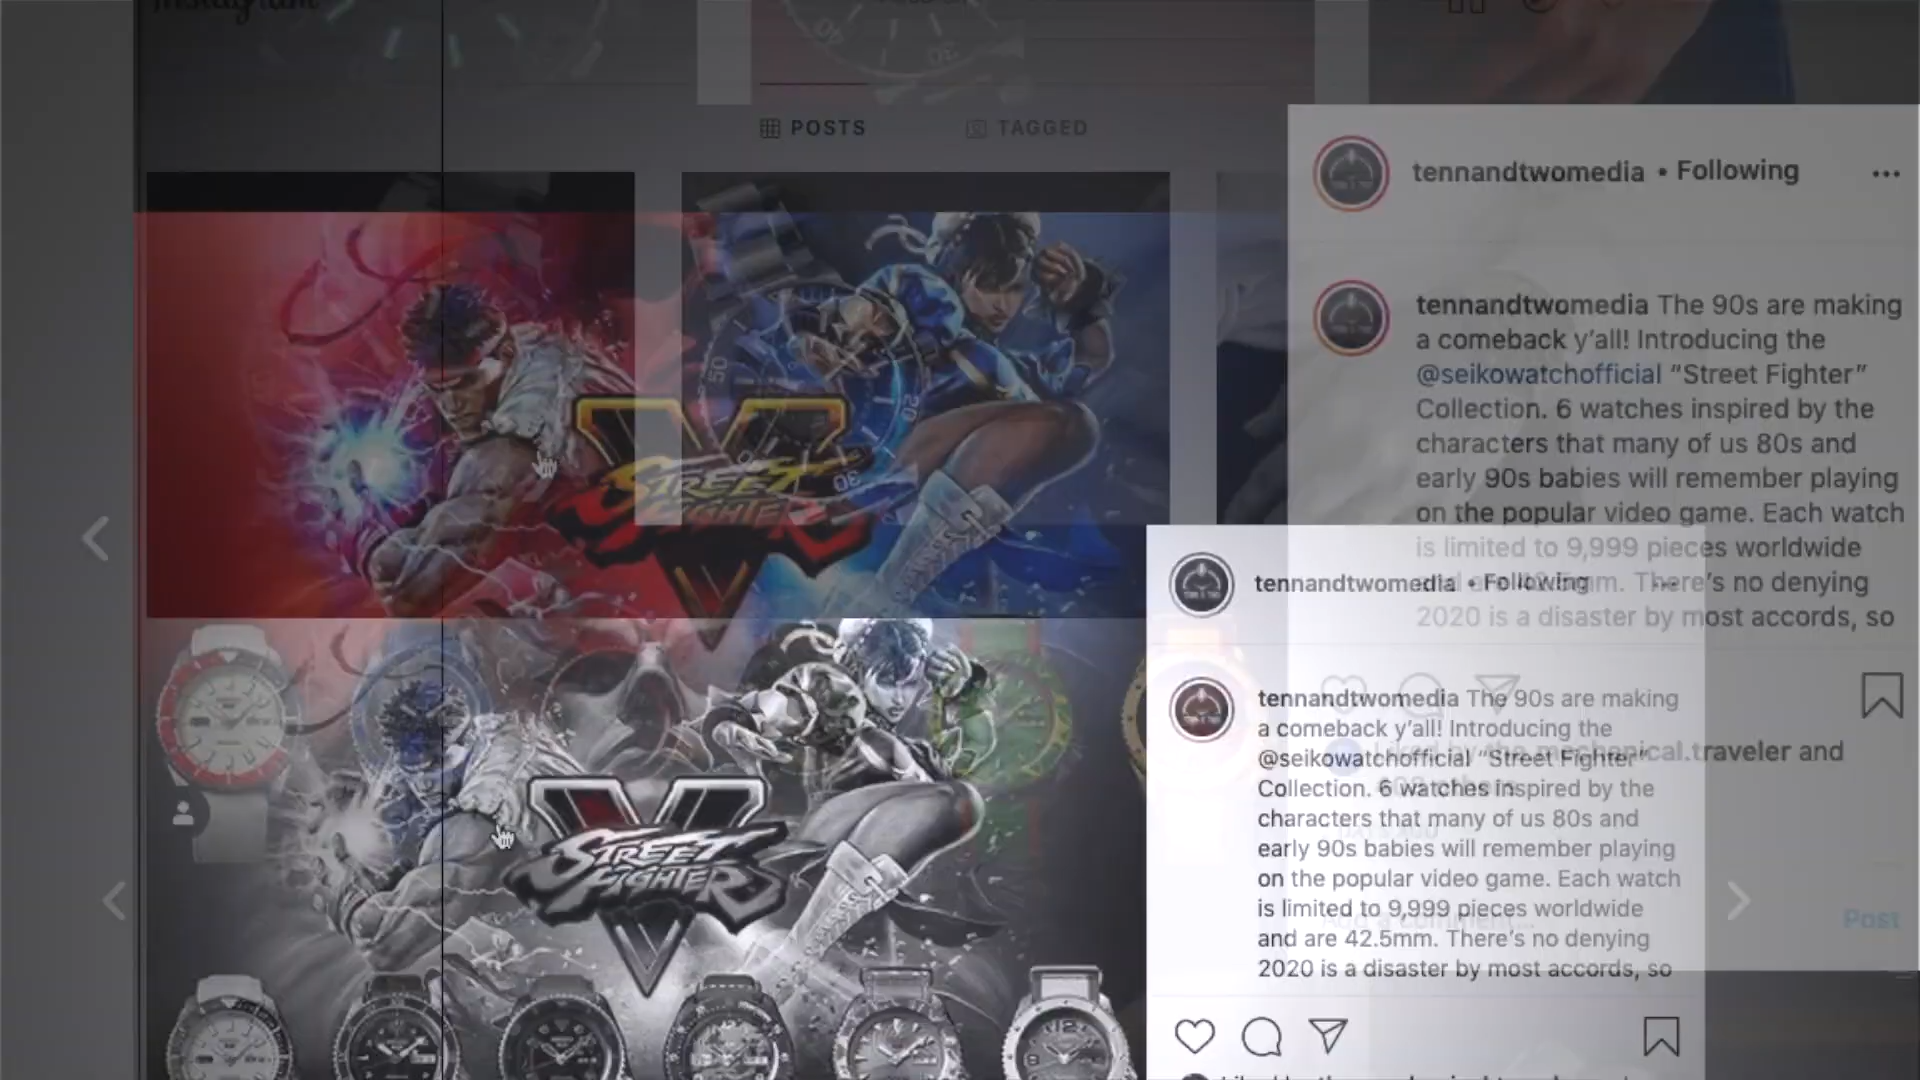 Instagram
POSTS
TAGGED
tennandtwomedia • Following
tennandtwomedia The 90s are making
a comeback y'all! Introducing the
@seikowatchofficial "Street Fighter"
Collection. 6 watches inspired by the
characters that many of us 80s and
early 90s babies will remember playing
on the popular video game. Each watch
is limited to 9,999 pieces worldwide
There's no denying
2020 is a disaster by most accords, so
the.mechanical.traveler and
Post
STREET
FIGHTER
V
50
20
30
tennandtwomedia • Following
tennandtwomedia The 90s are making
a comeback y'all! Introducing the
@seikowatchofficial "Street Fighter"
Collection. 6 watches inspired by the
characters that many of us 80s and
early 90s babies will remember playing
on the popular video game. Each watch
is limited to 9,999 pieces worldwide
and are 42.5mm. There's no denying
2020 is a disaster by most accords, so
STREET
FIGHTER
V